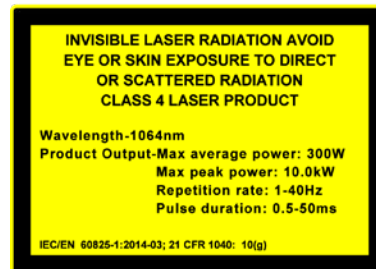 INVISIBLE LASER RADIATION AVOID
EYE OR SKIN EXPOSURE TO DIRECT
OR SCATTERED RADIATION
CLASS 4 LASER PRODUCT
Wavelength-1064nm
Product Output-Max average power: 300W
Max peak power: 10.0kW
Repetition rate: 1-40Hz
Pulse duration: 0.5-50ms
IEC/EN 60825-1:2014-03; 21 CFR 1040: 10(g)